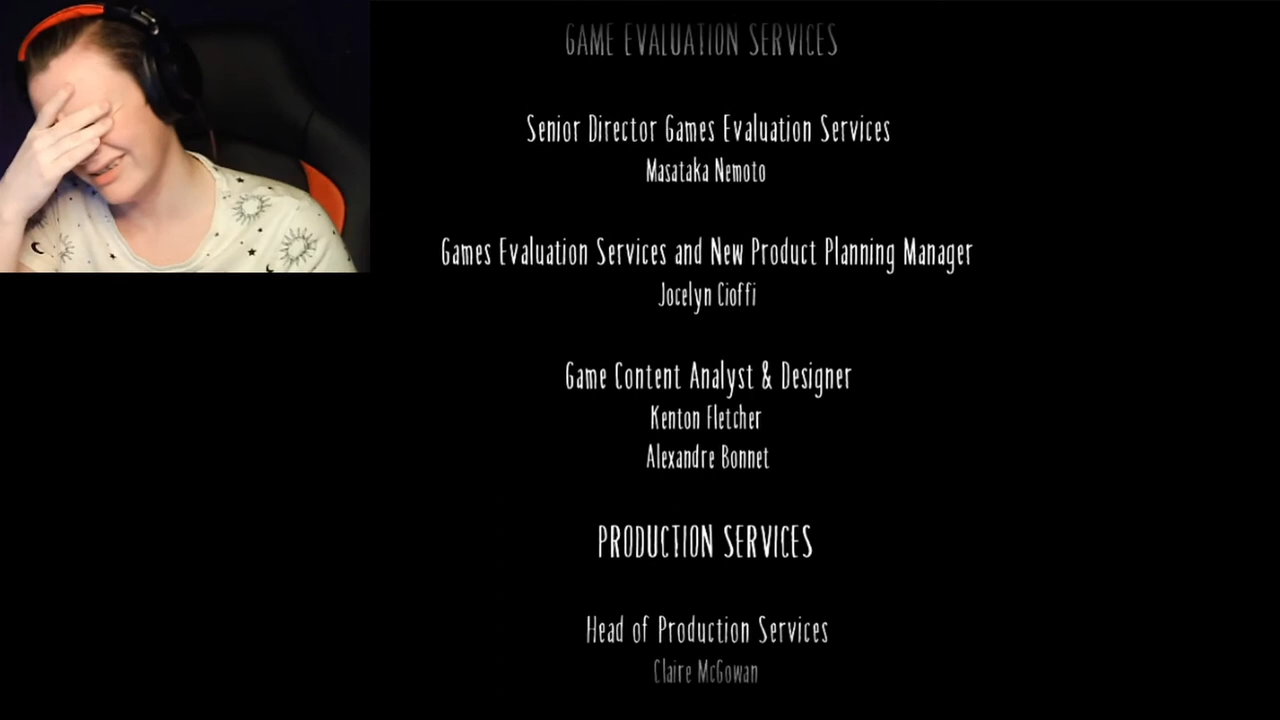 GAME EVALUATION SERVICES
Senior Director Games Evaluation Services
Masataka Nemoto
Games Evaluation Services and New Product Planning Manager
Jocelyn Cioffi
Game Content Analyst & Designer
Kenton Fletcher
Alexandre Bonnet
PRODUCTION SERVICES
Head of Production Services
Claire McGowan